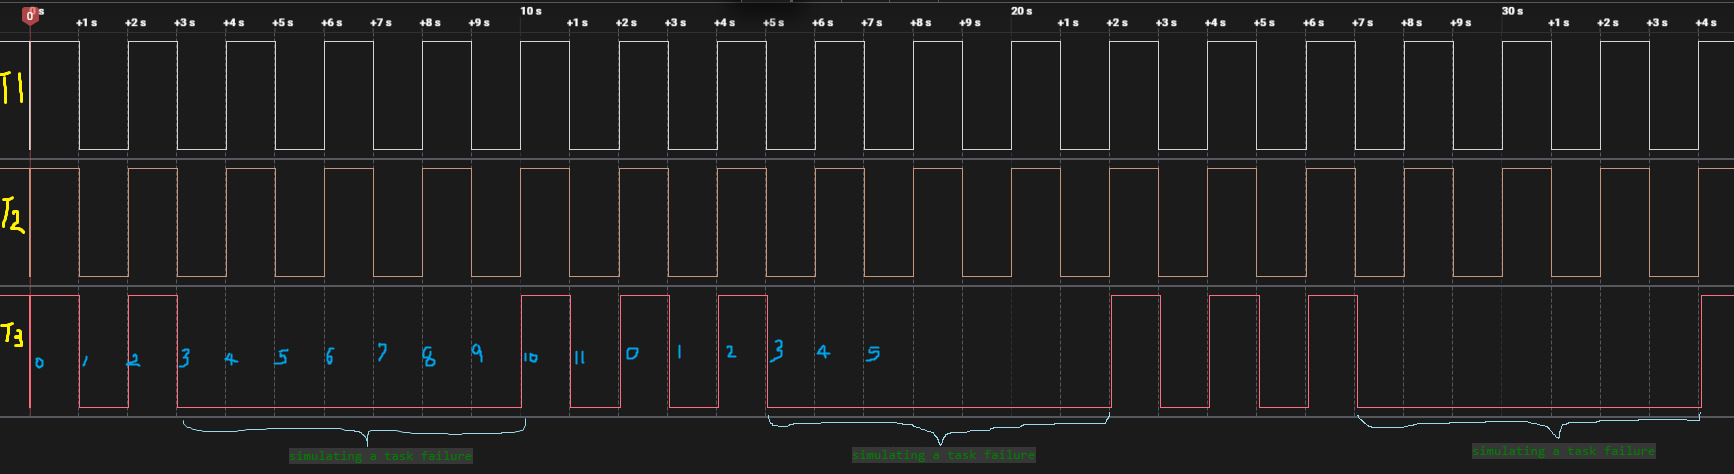 0 s 10 s 20 s 30 s
+1 s +2 s +3 s +4 s +5 s +6 s +7 s +8 s +9 s +1 s +2 s +3 s +4 s +5 s +6 s +7 s +8 s +9 s +1 s +2 s +3 s +4 s +5 s +6 s +7 s +8 s +9 s +1 s +2 s +3 s +4 s
T1
T2
T3
0 1 2 3 4 5 6 7 8 9 10 11 0 1 2 3 4 5
simulating a task failure simulating a task failure simulating a task failure